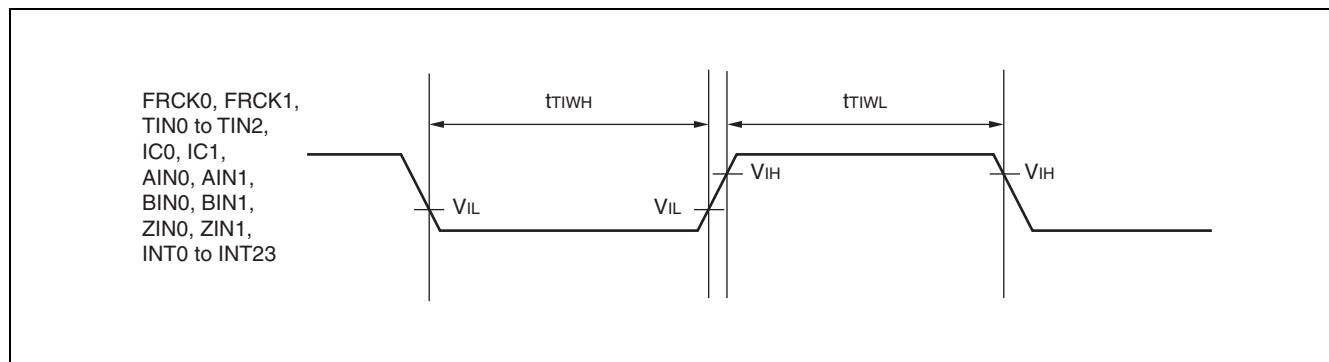 FRCK0, FRCK1,
TIN0 to TIN2,
IC0, IC1,
AIN0, AIN1,
BIN0, BIN1,
ZIN0, ZIN1,
INT0 to INT23
tTIWH
tTIWL
VIL
VIL
VIH
VIH